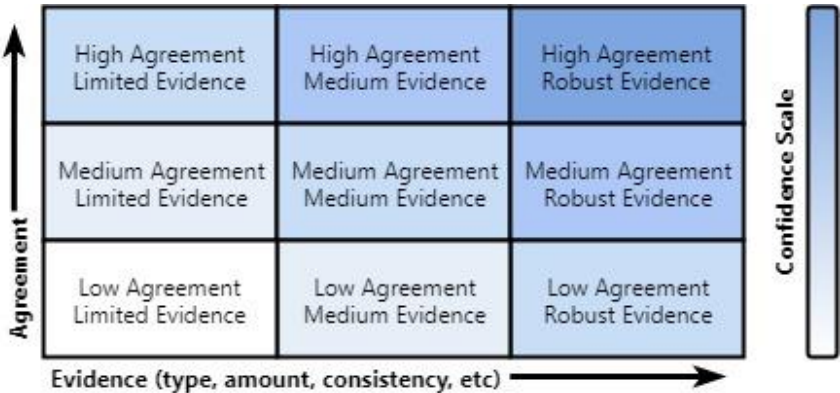 High Agreement
Limited Evidence
High Agreement
Medium Evidence
High Agreement
Robust Evidence
Medium Agreement
Limited Evidence
Medium Agreement
Medium Evidence
Medium Agreement
Robust Evidence
Low Agreement
Limited Evidence
Low Agreement
Medium Evidence
Low Agreement
Robust Evidence
Agreement
Evidence (type, amount, consistency, etc)
Confidence Scale